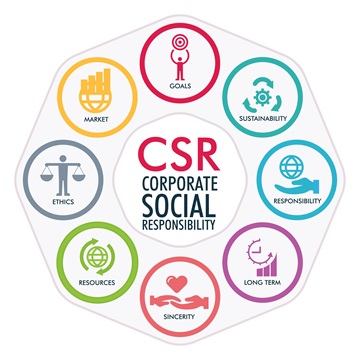 GOALS
SUSTAINABILITY
RESPONSIBILITY
LONG TERM
SINCERITY
RESOURCES
ETHICS
MARKET
CSR
CORPORATE
SOCIAL
RESPONSIBILITY